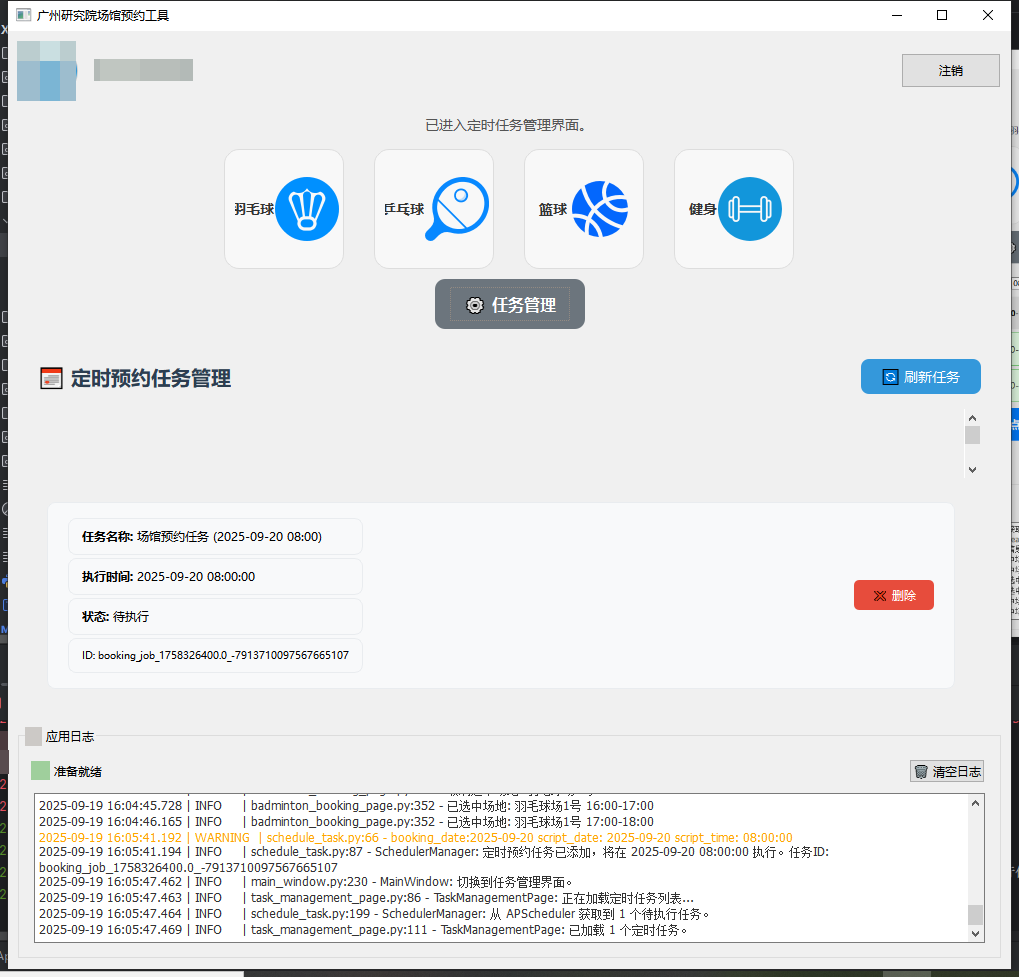 广州研究院场馆预约工具
注销
已进入定时任务管理界面。
羽毛球
乒乓球
篮球
健身
任务管理
定时预约任务管理
刷新任务
任务名称: 场馆预约任务 (2025-09-20 08:00)
执行时间: 2025-09-20 08:00:00
状态: 待执行
ID: booking_job_1758326400.0_-7913710097567665107
删除
应用日志
准备就绪
清空日志
2025-09-19 16:04:45.728 | INFO | badminton_booking_page.py:352 - 已选中场地: 羽毛球场1号 16:00-17:00
2025-09-19 16:04:46.165 | INFO | badminton_booking_page.py:352 - 已选中场地: 羽毛球场1号 17:00-18:00
2025-09-19 16:05:41.192 | WARNING | schedule_task.py:66 - booking_date:2025-09-20 script_date: 2025-09-20 script_time: 08:00:00
2025-09-19 16:05:41.194 | INFO | schedule_task.py:87 - SchedulerManager: 定时预约任务已添加，将在 2025-09-20 08:00:00 执行。任务ID:
booking_job_1758326400.0_-7913710097567665107
2025-09-19 16:05:47.462 | INFO | main_window.py:230 - MainWindow: 切换到任务管理界面。
2025-09-19 16:05:47.463 | INFO | task_management_page.py:86 - TaskManagementPage: 正在加载定时任务列表...
2025-09-19 16:05:47.464 | INFO | schedule_task.py:199 - SchedulerManager: 从 APScheduler 获取到 1 个待执行任务。
2025-09-19 16:05:47.469 | INFO | task_management_page.py:111 - TaskManagementPage: 已加载 1 个定时任务。